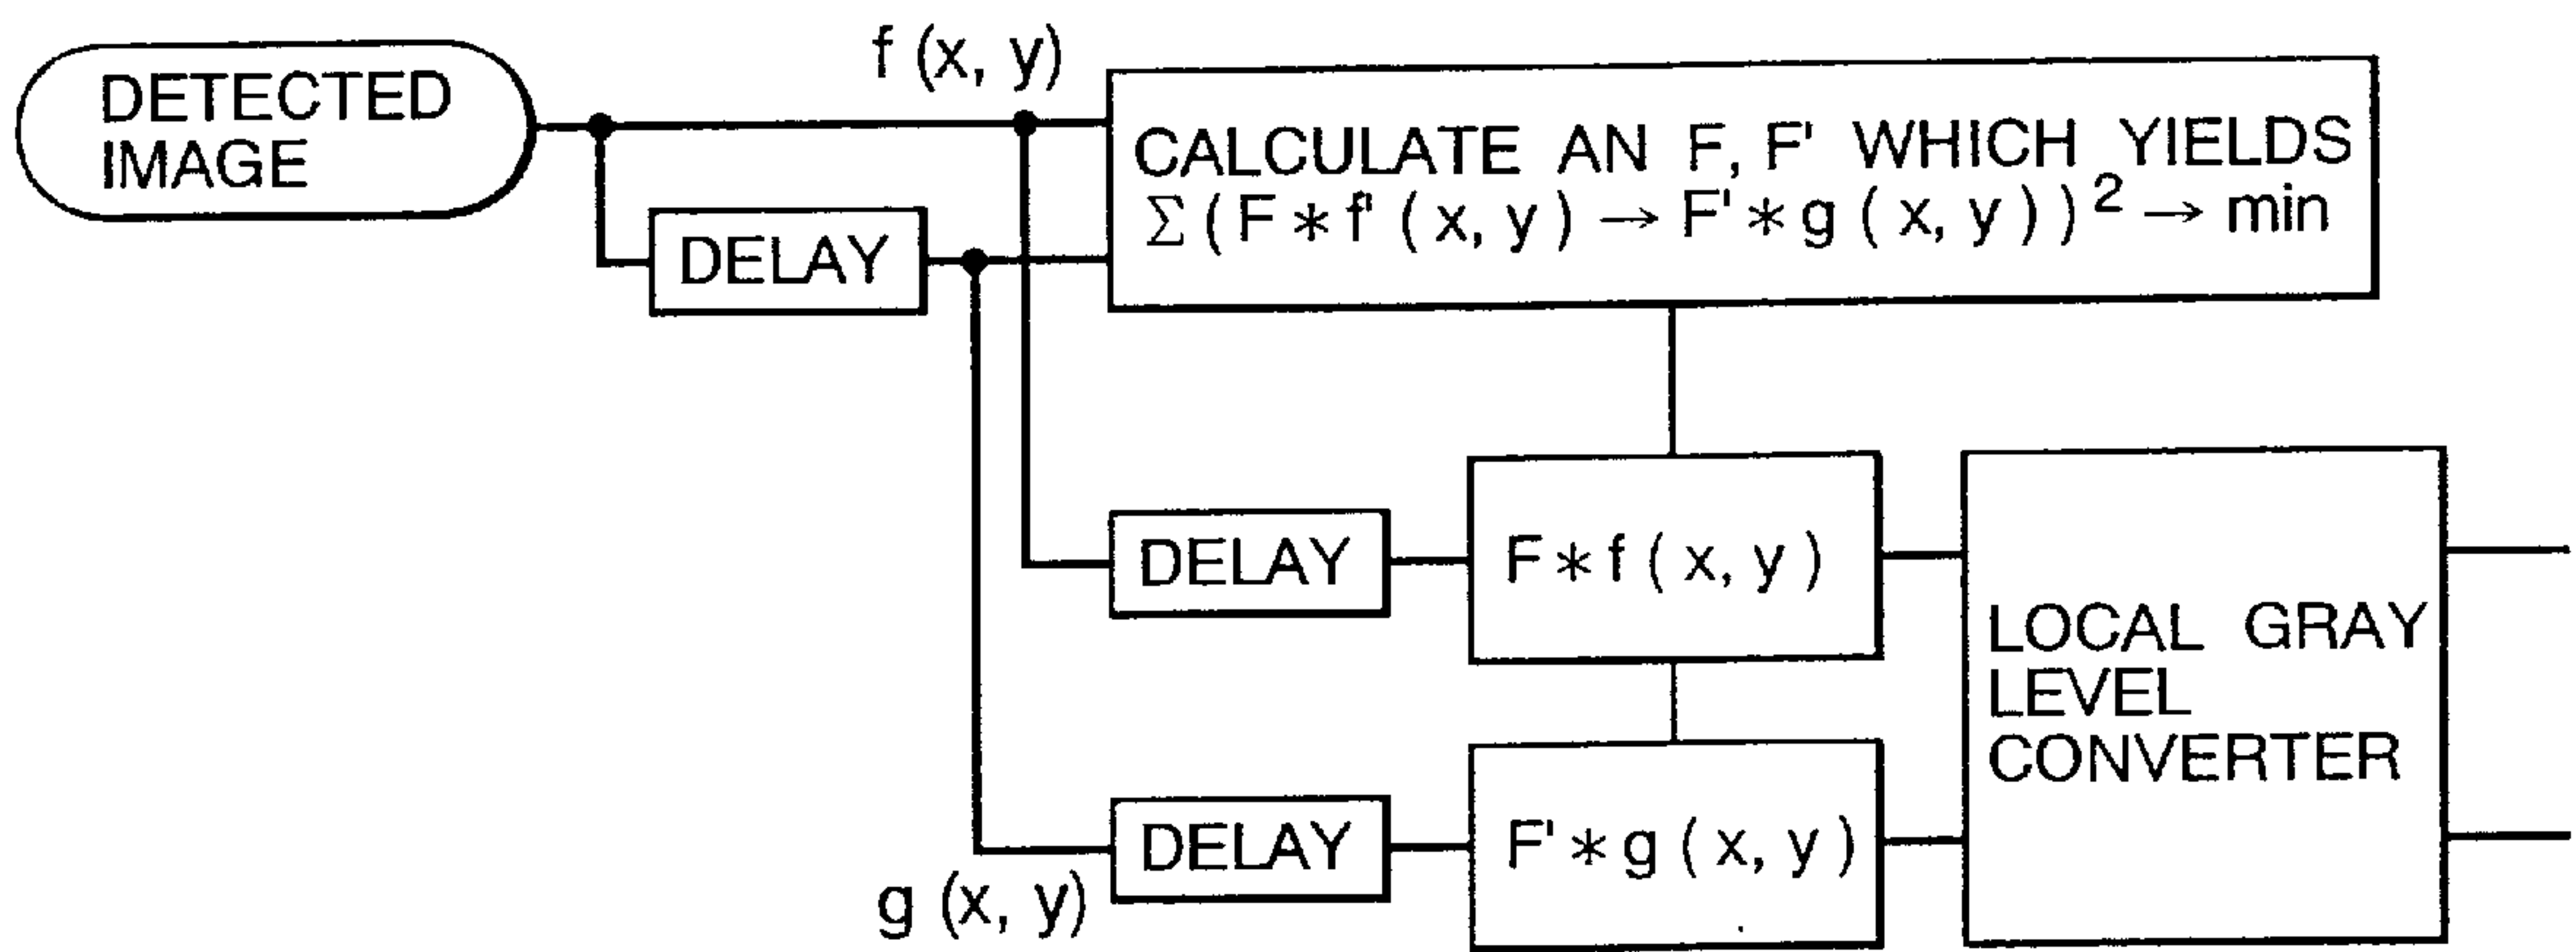 DETECTED
IMAGE
f (x, y)
CALCULATE AN F, F' WHICH YIELDS
Σ ( F * f' ( x, y ) → F' * g ( x, y ) ) ² → min
DELAY
DELAY
F * f ( x, y )
LOCAL GRAY
LEVEL
CONVERTER
DELAY
F' * g ( x, y )
g (x, y)